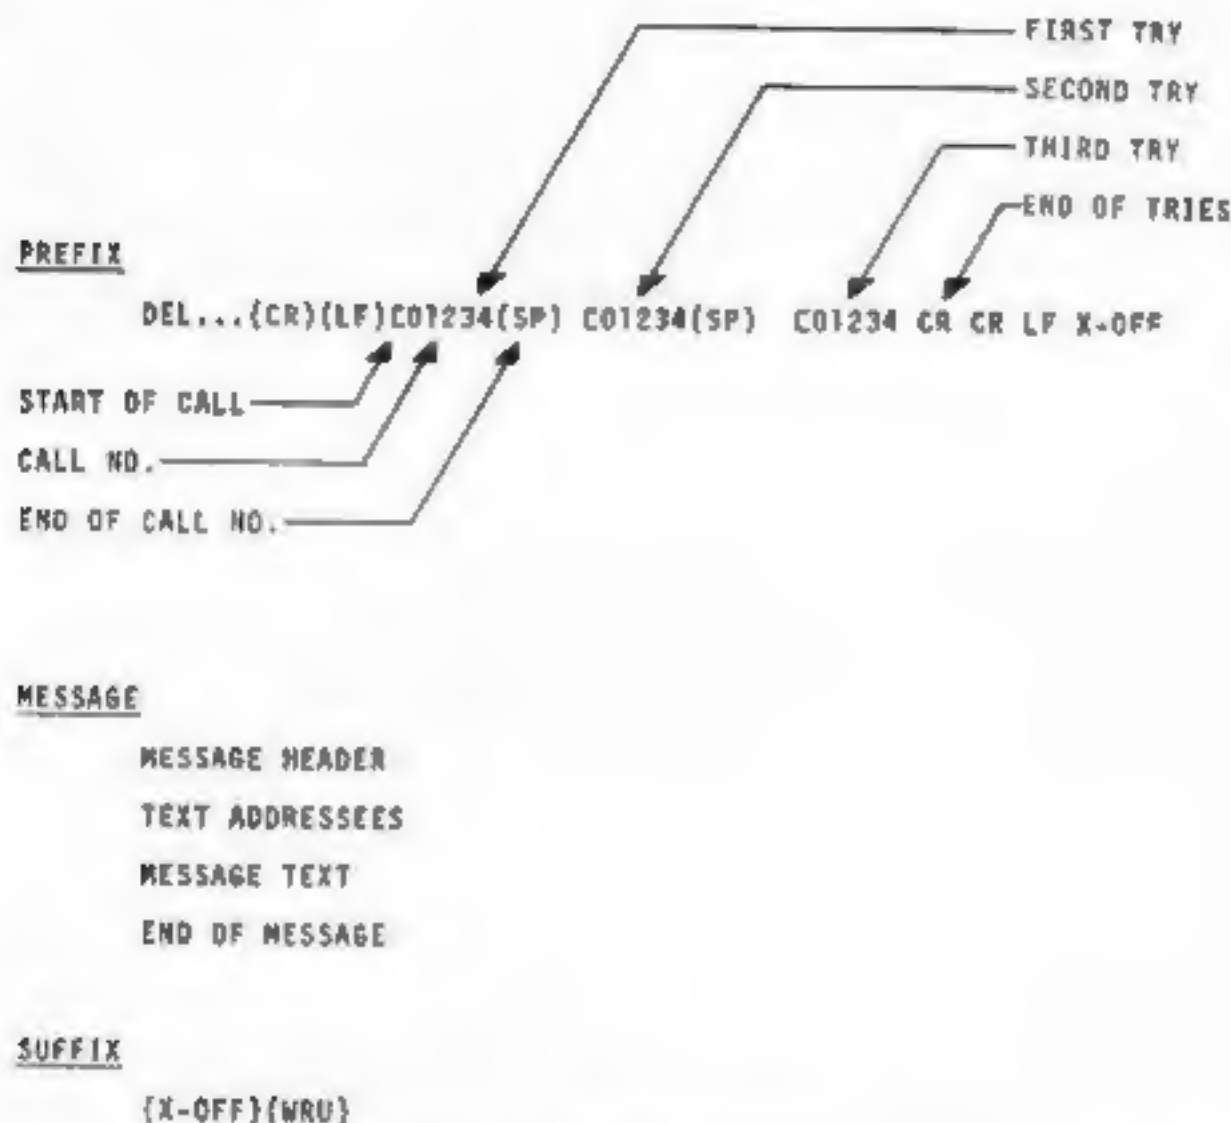 FIRST TRY
SECOND TRY
THIRD TRY
END OF TRIES
PREFIX
DEL...{CR){LF}C01234(SP) C01234(SP) C01234 CR CR LF X-OFF
START OF CALL
CALL NO.
END OF CALL NO.
MESSAGE
MESSAGE HEADER
TEXT ADDRESSEES
MESSAGE TEXT
END OF MESSAGE
SUFFIX
{X-OFF}{WRU}